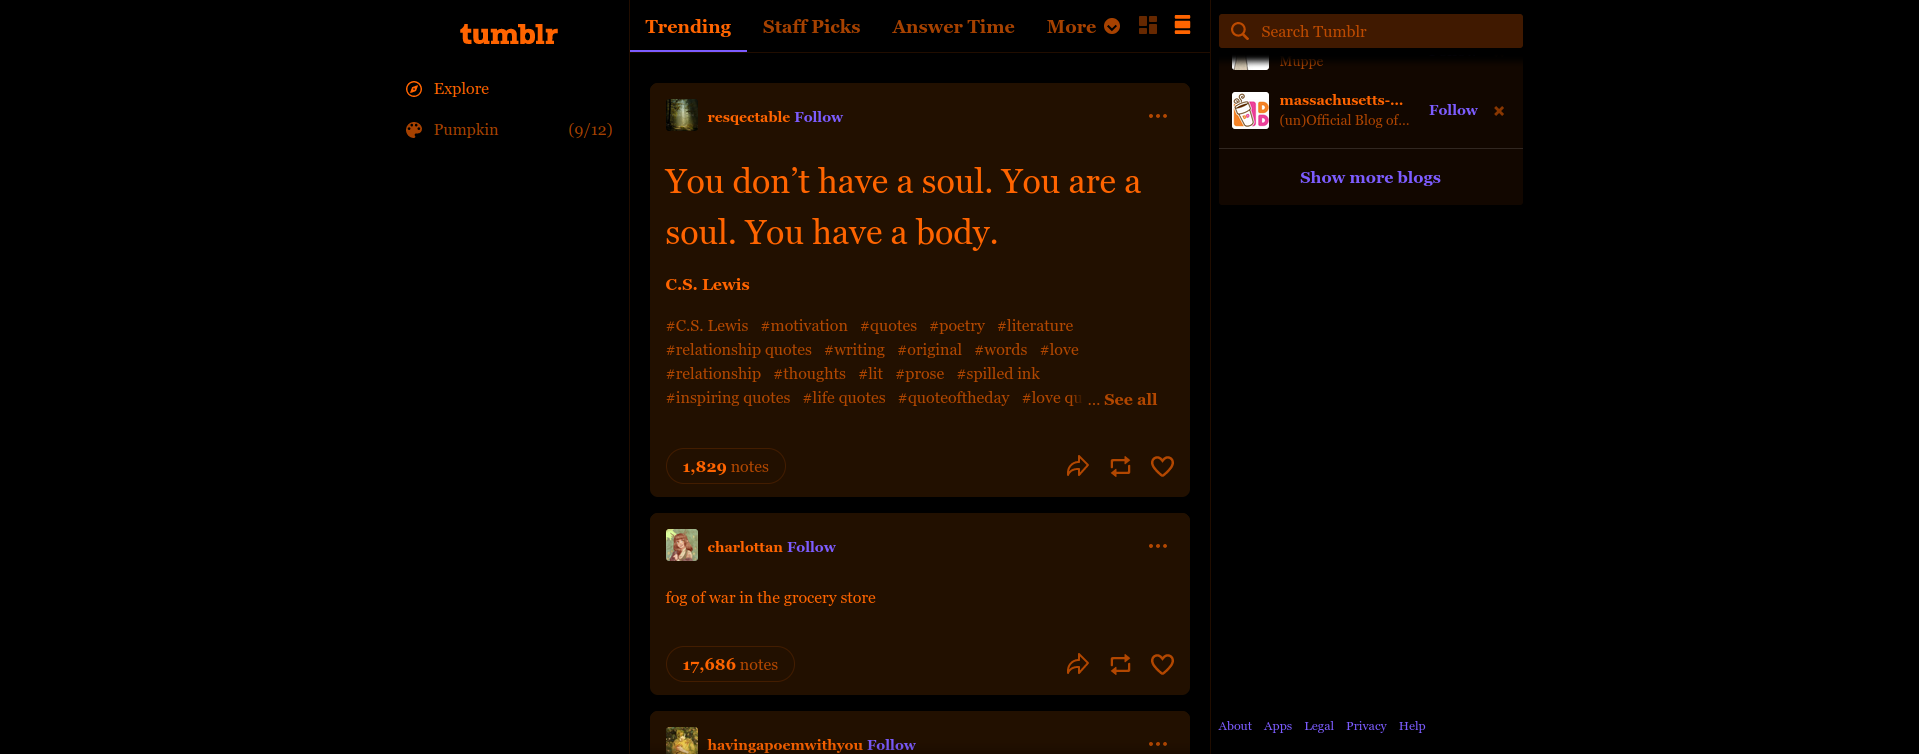 tumblr
Explore
Pumpkin (9/12)
Trending Staff Picks Answer Time More
resqectable Follow
You don’t have a soul. You are a
soul. You have a body.
C.S. Lewis
#C.S. Lewis #motivation #quotes #poetry #literature
#relationship quotes #writing #original #words #love
#relationship #thoughts #lit #prose #spilled ink
#inspiring quotes #life quotes #quoteoftheday #love qu ... See all
1,829 notes
charlottan Follow
fog of war in the grocery store
17,686 notes
havingapoemwithyou Follow
Search Tumblr
Muppe
massachusetts-... Follow
(un)Official Blog of...
Show more blogs
About Apps Legal Privacy Help